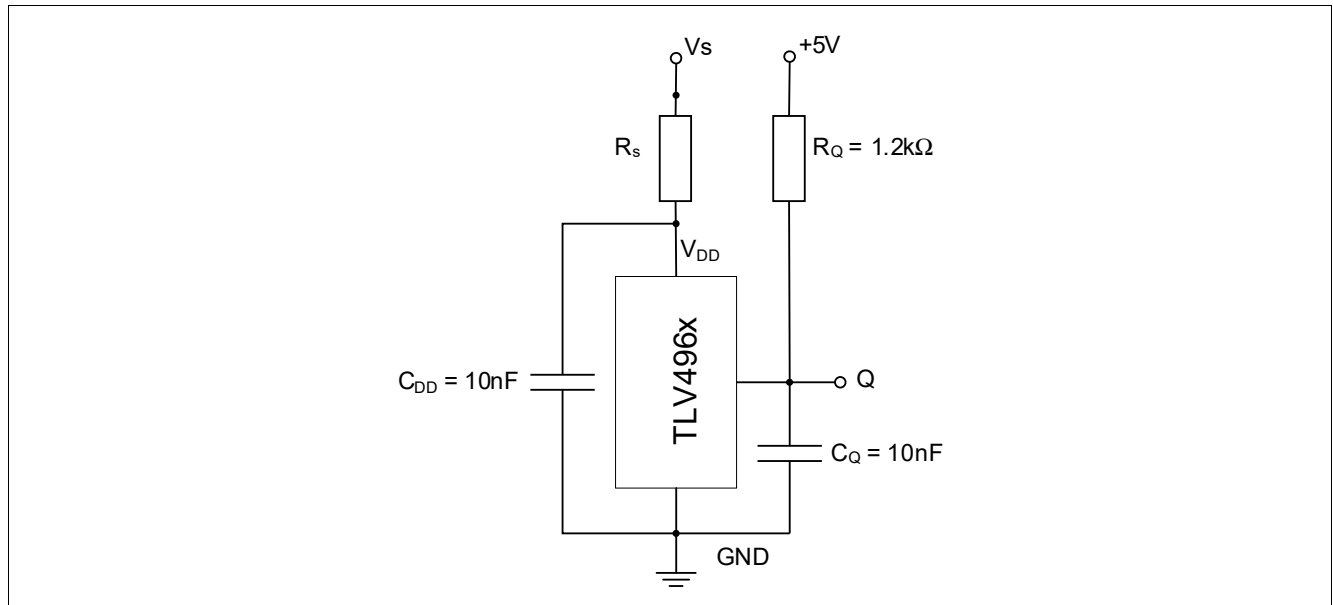 Vs
+5V
Rs
RQ = 1.2kΩ
VDD
TLV496x
CDD = 10nF
Q
CQ = 10nF
GND